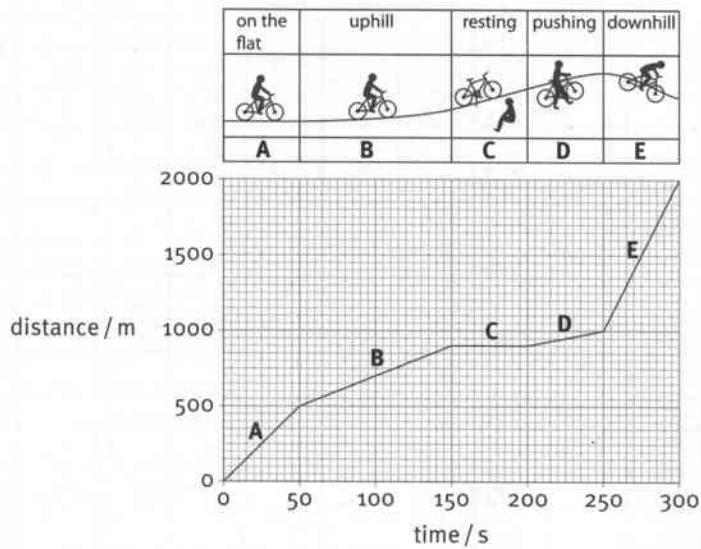 on the flat
uphill
resting
pushing
downhill
A
B
C
D
E
2000
1500
1000
500
0
distance / m
A
B
C
D
E
0
50
100
150
200
250
300
time / s